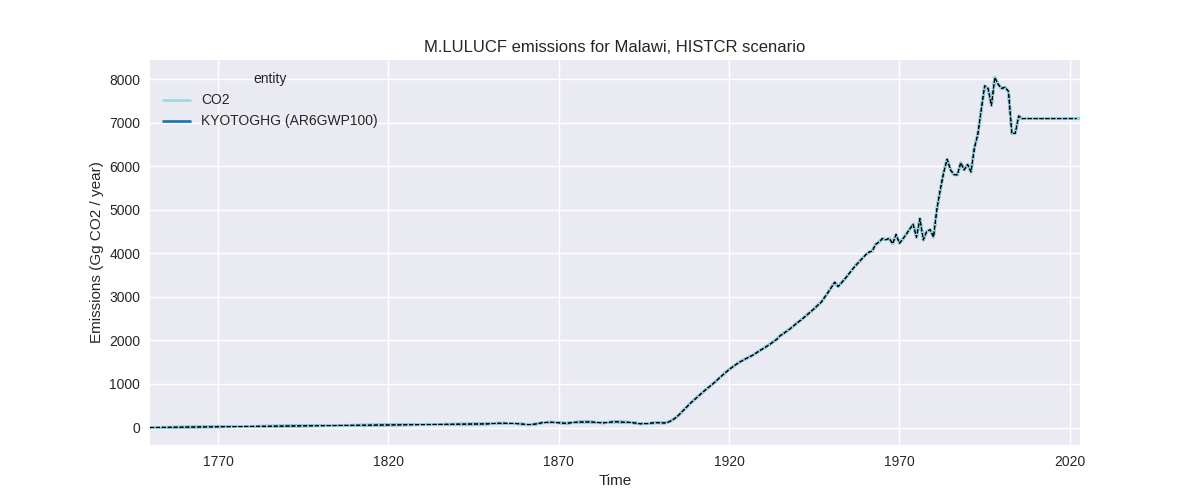 M.LULUCF emissions for Malawi, HISTCR scenario
entity
CO2
KYOTOGHG (AR6GWP100)
Emissions (Gg CO2 / year)
8000
7000
6000
5000
4000
3000
2000
1000
0
1770
1820
1870
1920
1970
2020
Time